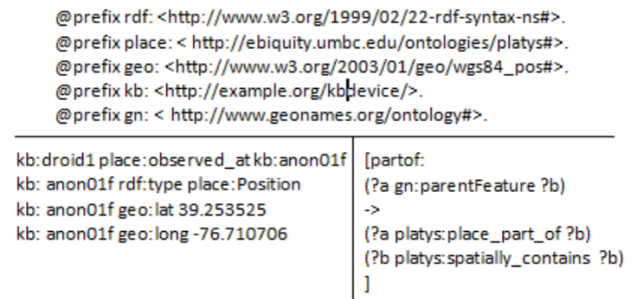 @prefix rdf: <http://www.w3.org/1999/02/22-rdf-syntax-ns#>.
@prefix place: < http://ebiquity.umbc.edu/ontologies/platys#>.
@prefix geo: <http://www.w3.org/2003/01/geo/wgs84_pos#>.
@prefix kb: <http://example.org/kbdevice/>.
@prefix gn: < http://www.geonames.org/ontology#>.
kb:droid1 place:observed_at kb:anon01f
kb: anon01f rdf:type place:Position
kb: anon01f geo:lat 39.253525
kb: anon01f geo:long -76.710706
[partof:
(?a gn:parentFeature ?b)
->
(?a platys:place_part_of ?b)
(?b platys:spatially_contains ?b)
]